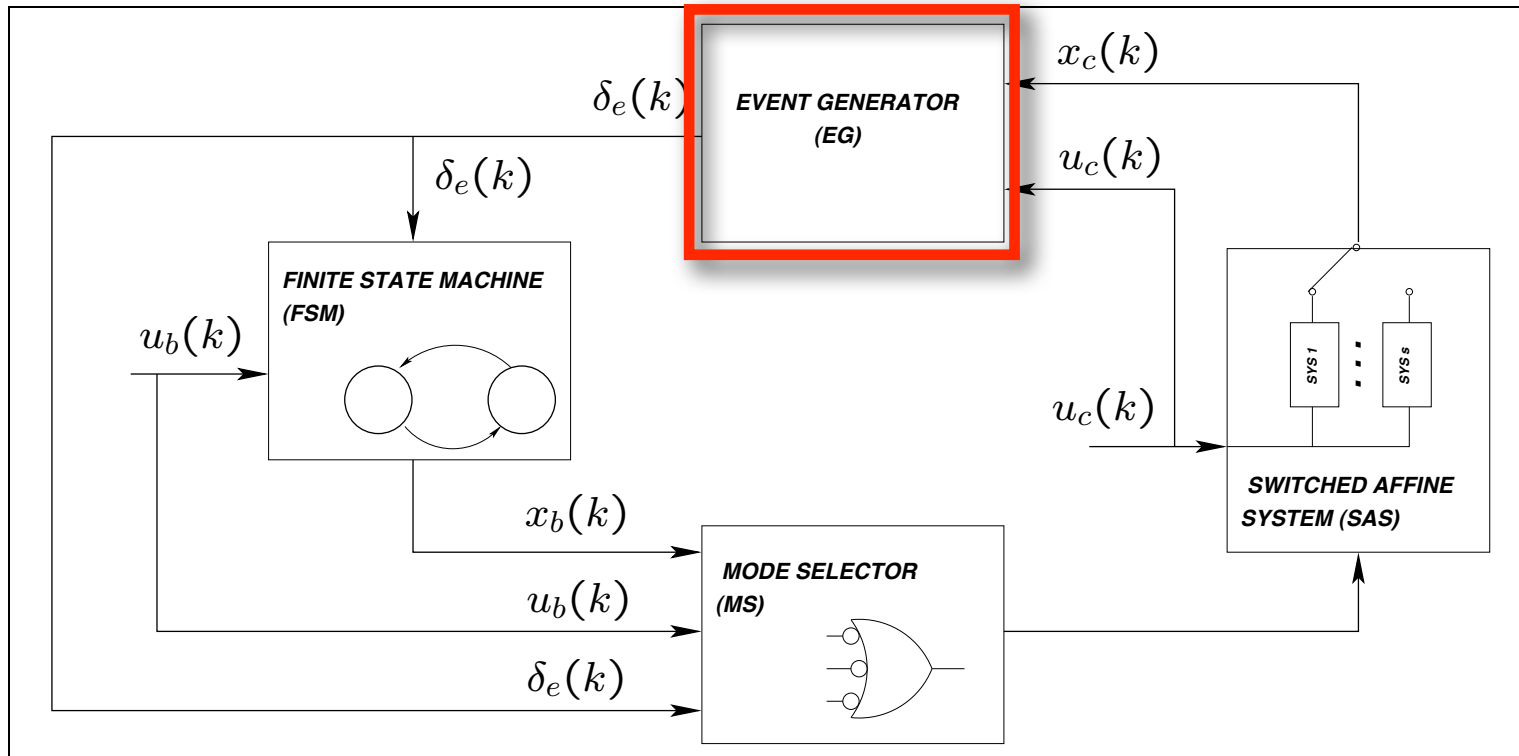 x_c(k)
δ_e(k)
EVENT GENERATOR
(EG)
u_c(k)
δ_e(k)
FINITE STATE MACHINE
(FSM)
u_b(k)
SYS 1
...
SYS s
u_c(k)
SWITCHED AFFINE
SYSTEM (SAS)
x_b(k)
MODE SELECTOR
(MS)
u_b(k)
δ_e(k)